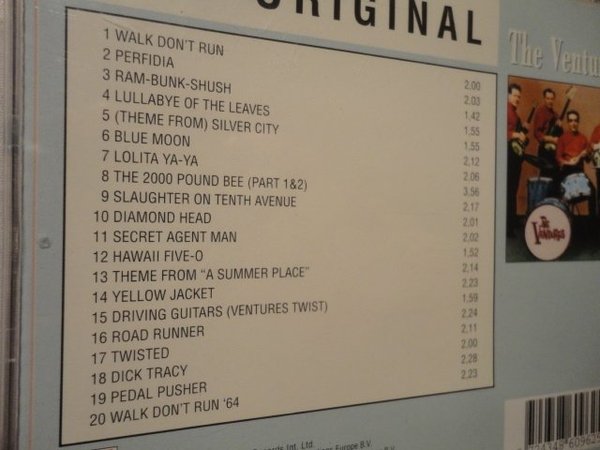 ORIGINAL
The Ventu
1 WALK DON'T RUN 2,00
2 PERFIDIA 2,03
3 RAM-BUNK-SHUSH 1,42
4 LULLABYE OF THE LEAVES 1,55
5 (THEME FROM) SILVER CITY 1,55
6 BLUE MOON 2,12
7 LOLITA YA-YA 2,06
8 THE 2000 POUND BEE (PART 1&2) 3,56
9 SLAUGHTER ON TENTH AVENUE 2,17
10 DIAMOND HEAD 2,01
11 SECRET AGENT MAN 2,02
12 HAWAII FIVE-O 1,52
13 THEME FROM “A SUMMER PLACE” 2,14
14 YELLOW JACKET 2,23
15 DRIVING GUITARS (VENTURES TWIST) 1,59
16 ROAD RUNNER 2,24
17 TWISTED 2,11
18 DICK TRACY 2,00
19 PEDAL PUSHER 2,28
20 WALK DON'T RUN ‘64 2,23
The
VENTURES
Int. Ltd.
Europe B.V.